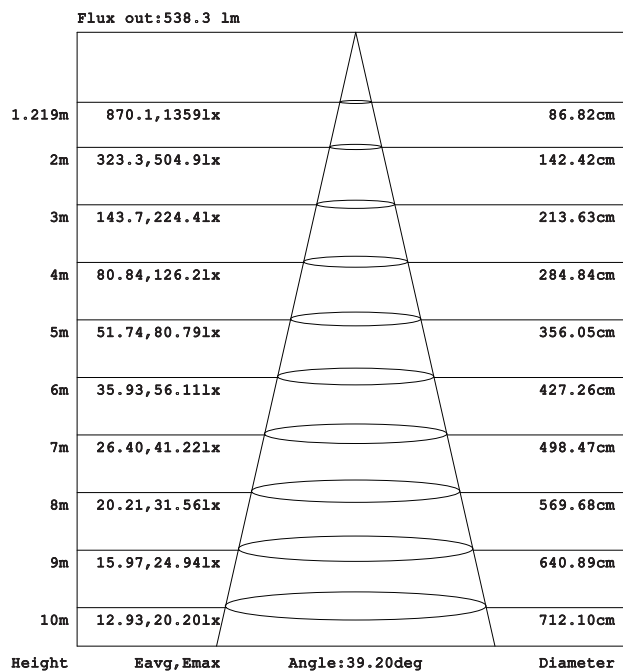 Flux out:538.3 lm
1.219m 870.1,1359lx 86.82cm
2m 323.3,504.9lx 142.42cm
3m 143.7,224.4lx 213.63cm
4m 80.84,126.2lx 284.84cm
5m 51.74,80.79lx 356.05cm
6m 35.93,56.11lx 427.26cm
7m 26.40,41.22lx 498.47cm
8m 20.21,31.56lx 569.68cm
9m 15.97,24.94lx 640.89cm
10m 12.93,20.20lx 712.10cm
Height Eavg,Emax Angle:39.20deg Diameter